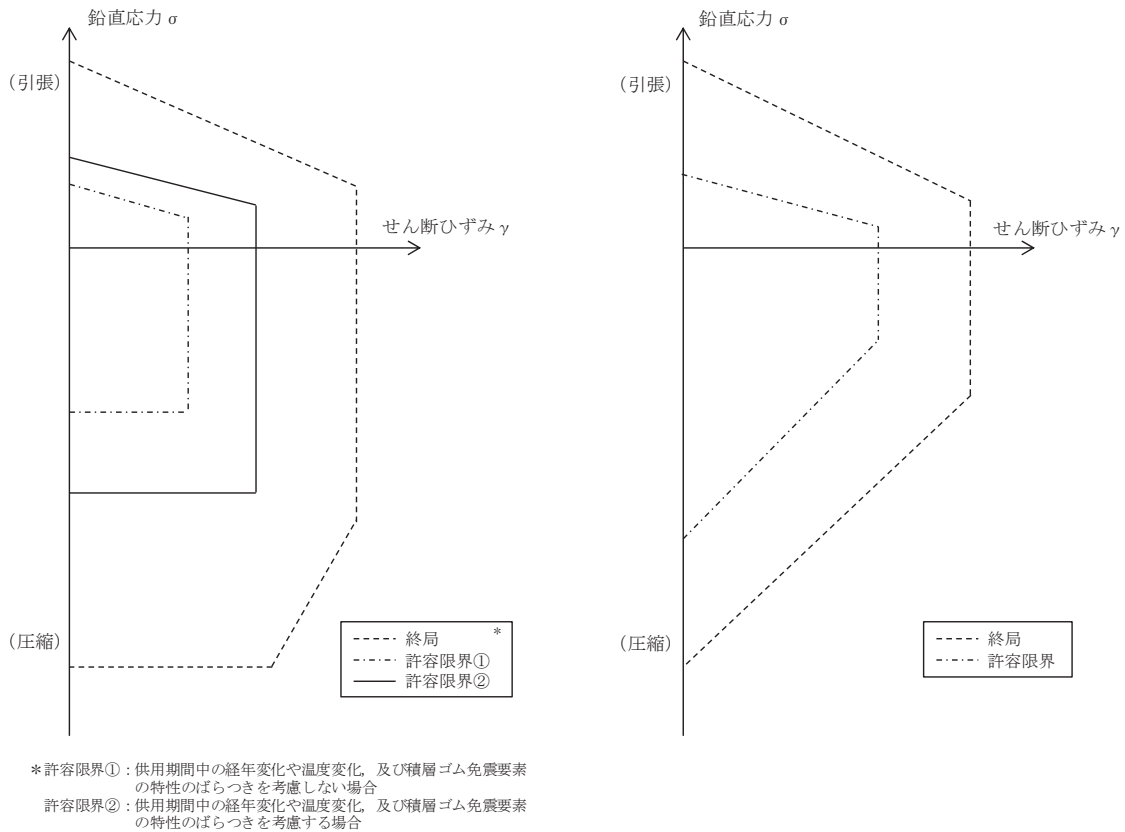 鉛直応力 σ
(引張)
せん断ひずみ γ
(圧縮)
終局 *
許容限界①
許容限界②
*許容限界①：供用期間中の経年変化や温度変化，及び積層ゴム免震要素
の特性のばらつきを考慮しない場合
許容限界②：供用期間中の経年変化や温度変化，及び積層ゴム免震要素
の特性のばらつきを考慮する場合
鉛直応力 σ
(引張)
せん断ひずみ γ
(圧縮)
終局
許容限界